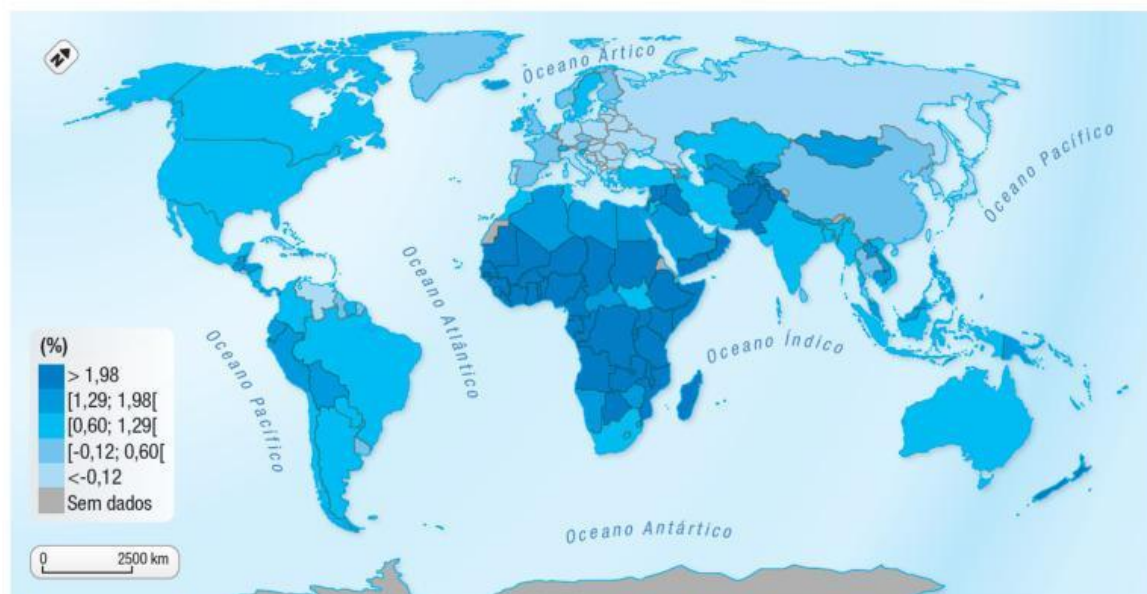 N
Oceano Ártico
Oceano Pacífico
Oceano Atlântico
Oceano Índico
Oceano Pacífico
(%)
> 1,98
[1,29; 1,98[
[0,60; 1,29[
[-0,12; 0,60[
<-0,12
Sem dados
Oceano Antártico
0 2500 km